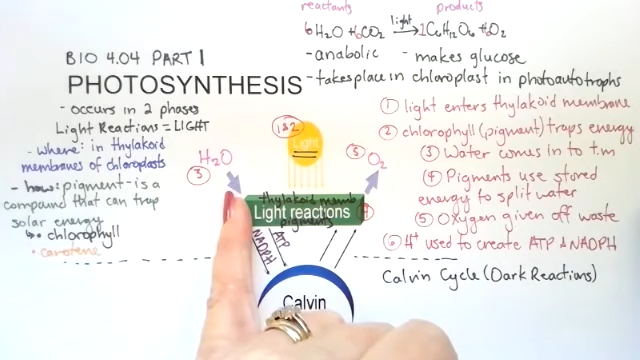 reactants
products
6H₂O + 6CO₂ light → 1C₆H₁₂O₆ + 6O₂
- anabolic - makes glucose
- takes place in chloroplast in photoautotrophs
BIO 4.04 PART 1
PHOTOSYNTHESIS
- occurs in 2 phases
Light Reactions = LIGHT
- where: in thylakoid
membranes of chloroplasts
- how: pigment - is a
compound that can trap
solar energy
↳• chlorophyll
• carotene
1&2
Light
H₂O
3
5 O₂
thylakoid memb
Light reactions
4
pigments
NADPH
ATP
Calvin
1 light enters thylakoid membrane
2 chlorophyll (pigment) traps energy
3 Water comes in to t.m
4 Pigments use stored
energy to split water
5 Oxygen given off waste
6 H⁺ used to create ATP & NADPH
Calvin Cycle (Dark Reactions)